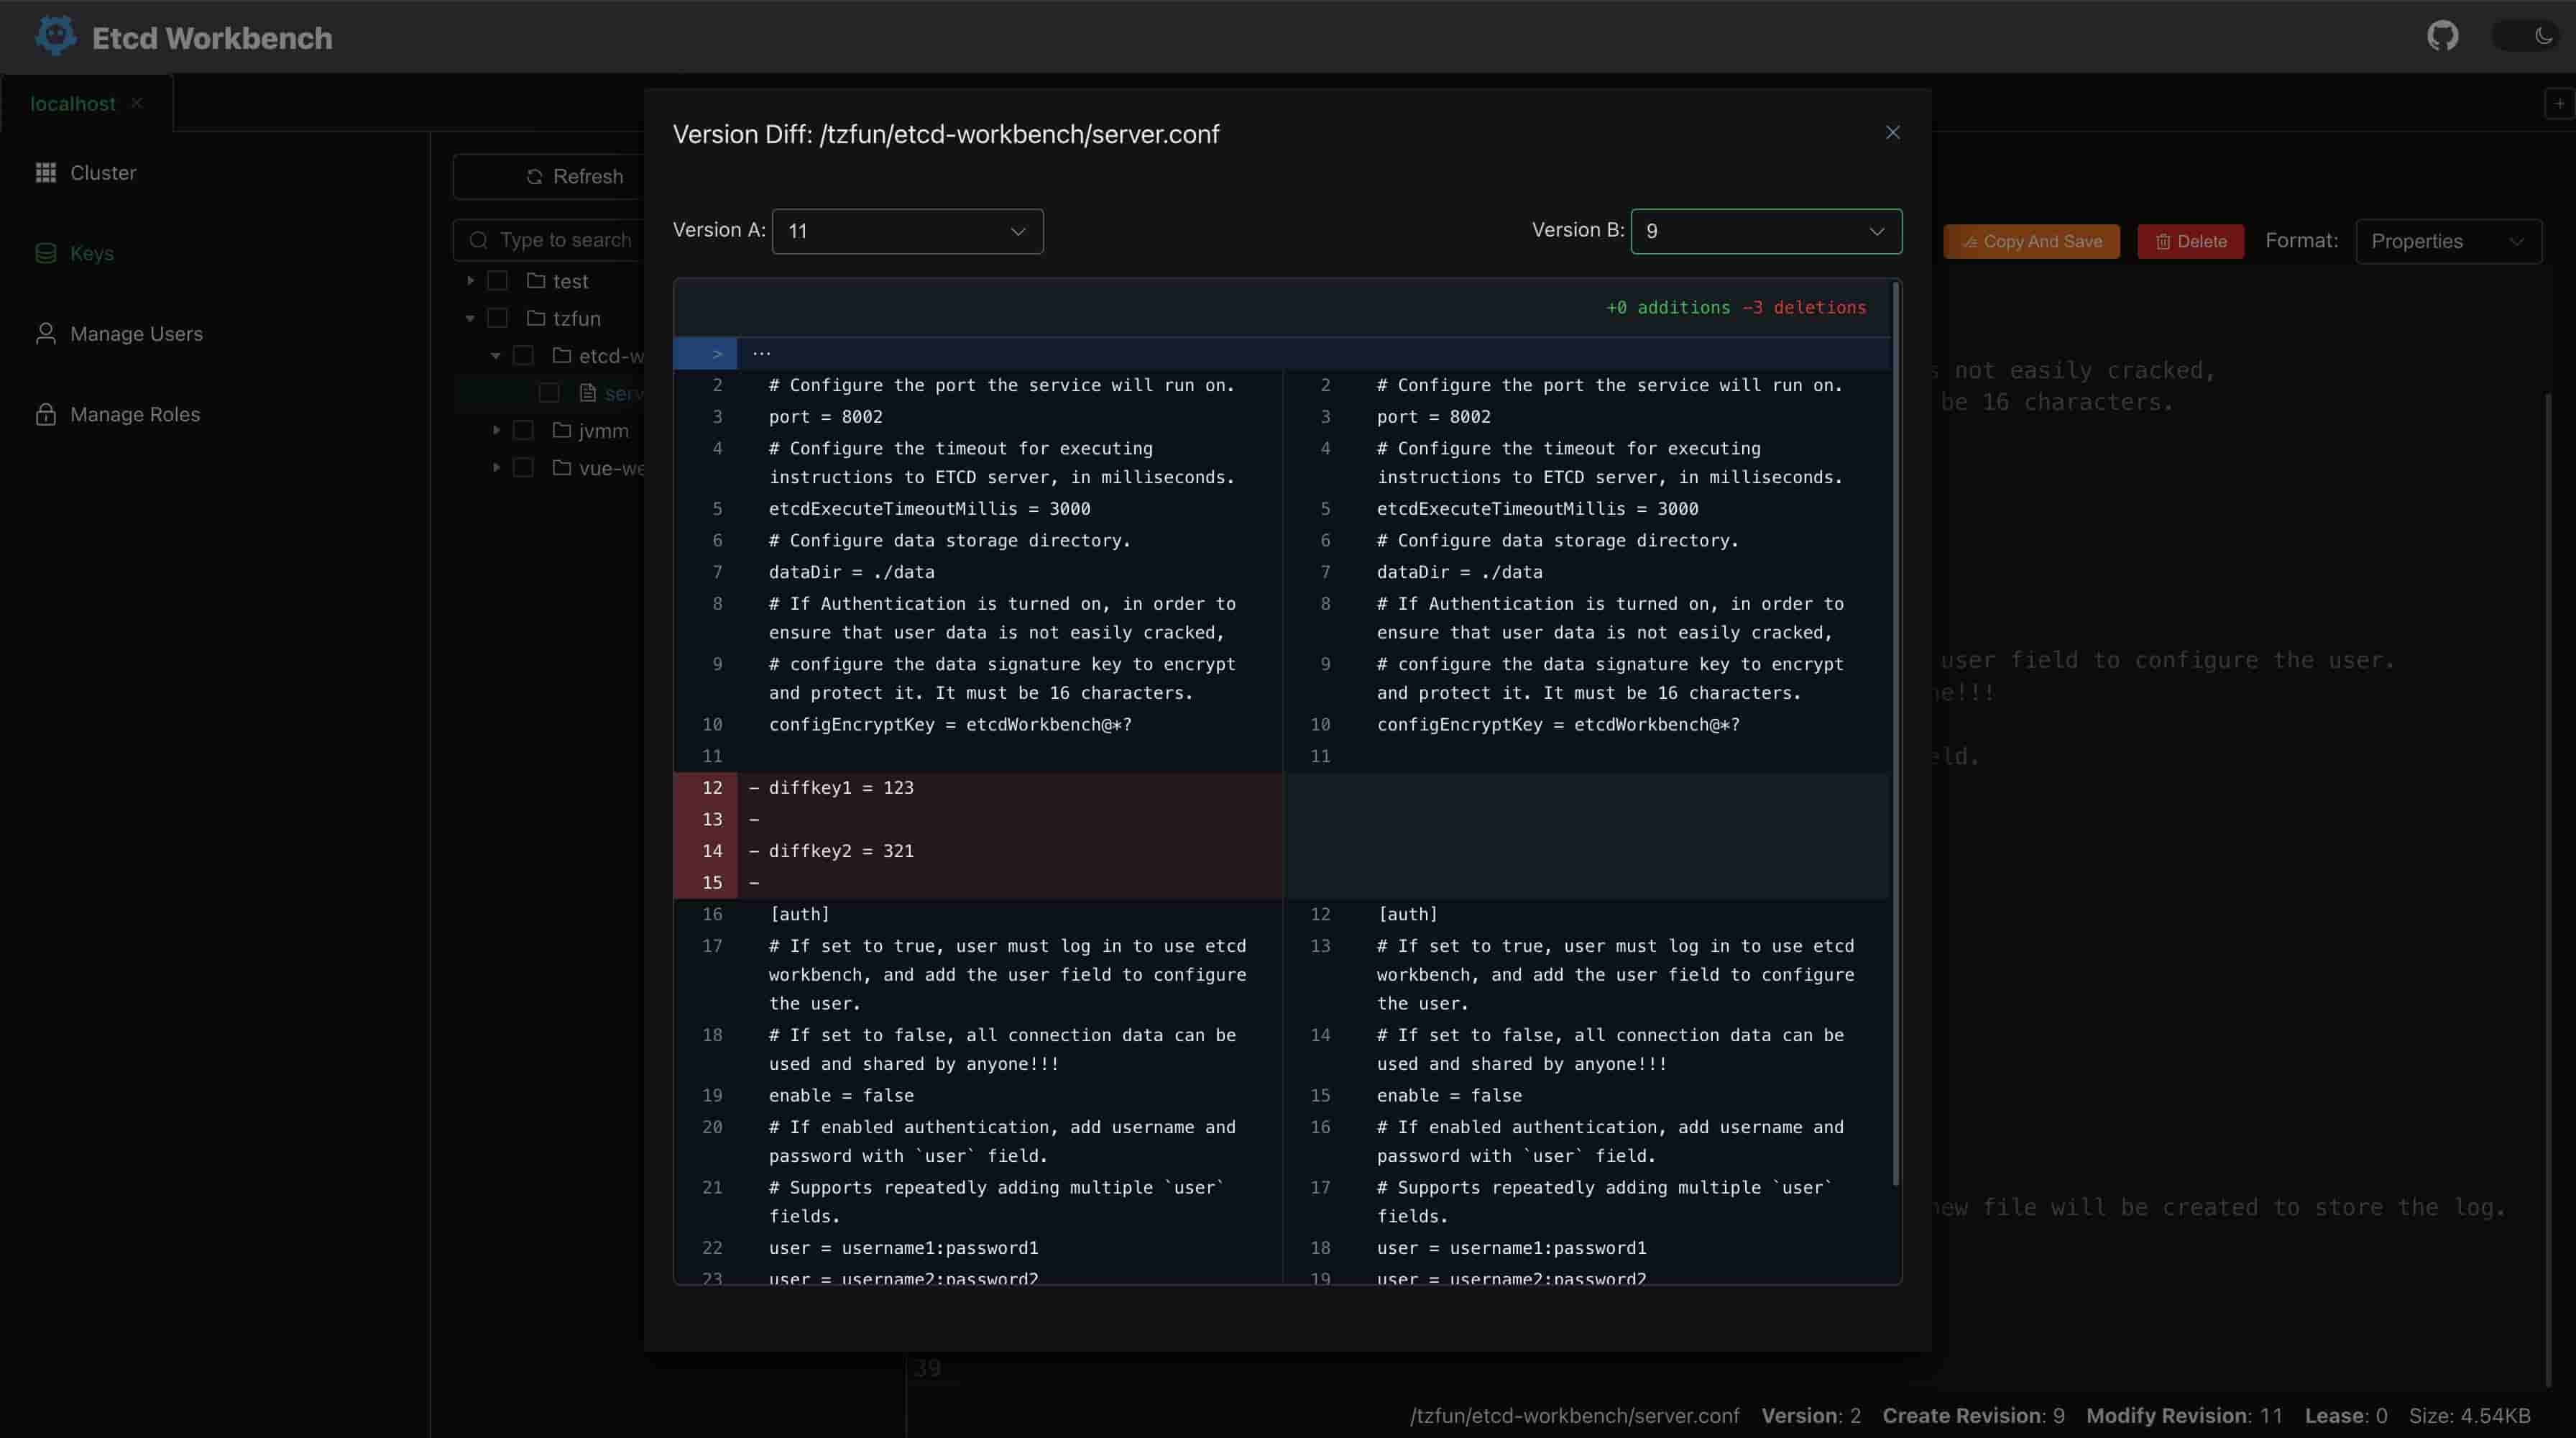 Etcd Workbench
localhost
Cluster
Keys
Manage Users
Manage Roles
Refresh
Type to search
test
tzfun
etcd-w
serv
jvmm
vue-we
Version Diff: /tzfun/etcd-workbench/server.conf
Version A: 11
Version B: 9
+0 additions −3 deletions
> ...
2 # Configure the port the service will run on.
3 port = 8002
4 # Configure the timeout for executing
instructions to ETCD server, in milliseconds.
5 etcdExecuteTimeoutMillis = 3000
6 # Configure data storage directory.
7 dataDir = ./data
8 # If Authentication is turned on, in order to
ensure that user data is not easily cracked,
9 # configure the data signature key to encrypt
and protect it. It must be 16 characters.
10 configEncryptKey = etcdWorkbench@*?
11
12 - diffkey1 = 123
13 -
14 - diffkey2 = 321
15 -
16 [auth]
17 # If set to true, user must log in to use etcd
workbench, and add the user field to configure
the user.
18 # If set to false, all connection data can be
used and shared by anyone!!!
19 enable = false
20 # If enabled authentication, add username and
password with `user` field.
21 # Supports repeatedly adding multiple `user`
fields.
22 user = username1:password1
23 user = username2:password2
2 # Configure the port the service will run on.
3 port = 8002
4 # Configure the timeout for executing
instructions to ETCD server, in milliseconds.
5 etcdExecuteTimeoutMillis = 3000
6 # Configure data storage directory.
7 dataDir = ./data
8 # If Authentication is turned on, in order to
ensure that user data is not easily cracked,
9 # configure the data signature key to encrypt
and protect it. It must be 16 characters.
10 configEncryptKey = etcdWorkbench@*?
11
12 [auth]
13 # If set to true, user must log in to use etcd
workbench, and add the user field to configure
the user.
14 # If set to false, all connection data can be
used and shared by anyone!!!
15 enable = false
16 # If enabled authentication, add username and
password with `user` field.
17 # Supports repeatedly adding multiple `user`
fields.
18 user = username1:password1
19 user = username2:password2
Copy And Save
Delete
Format: Properties
s not easily cracked,
be 16 characters.
user field to configure the user.
ne!!!
eld.
new file will be created to store the log.
39
/tzfun/etcd-workbench/server.conf Version: 2 Create Revision: 9 Modify Revision: 11 Lease: 0 Size: 4.54KB